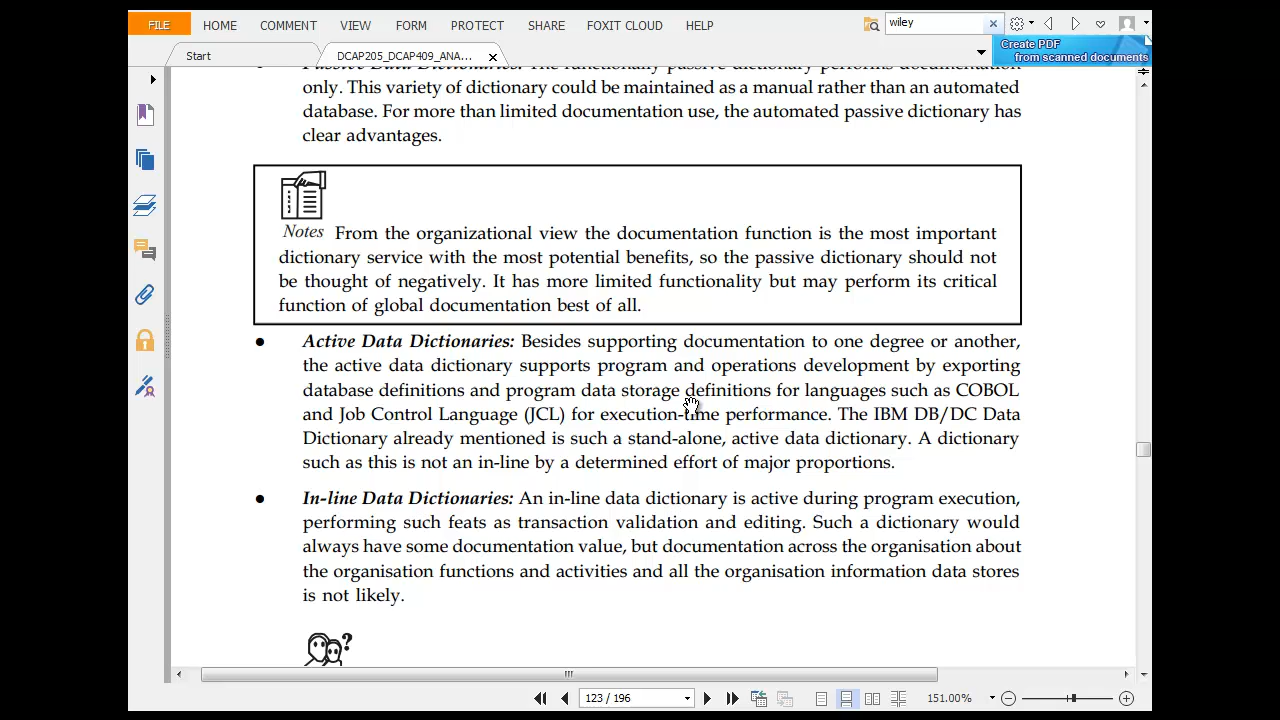 FILE HOME COMMENT VIEW FORM PROTECT SHARE FOXIT CLOUD HELP wiley
Start DCAP205_DCAP409_ANA... Create PDF
from scanned documents
Passive Data Dictionaries: The functionally passive dictionary performs documentation
only. This variety of dictionary could be maintained as a manual rather than an automated
database. For more than limited documentation use, the automated passive dictionary has
clear advantages.
Notes From the organizational view the documentation function is the most important
dictionary service with the most potential benefits, so the passive dictionary should not
be thought of negatively. It has more limited functionality but may perform its critical
function of global documentation best of all.
● Active Data Dictionaries: Besides supporting documentation to one degree or another,
the active data dictionary supports program and operations development by exporting
database definitions and program data storage definitions for languages such as COBOL
and Job Control Language (JCL) for execution-time performance. The IBM DB/DC Data
Dictionary already mentioned is such a stand-alone, active data dictionary. A dictionary
such as this is not an in-line by a determined effort of major proportions.
● In-line Data Dictionaries: An in-line data dictionary is active during program execution,
performing such feats as transaction validation and editing. Such a dictionary would
always have some documentation value, but documentation across the organisation about
the organisation functions and activities and all the organisation information data stores
is not likely.
?
123 / 196 151.00%